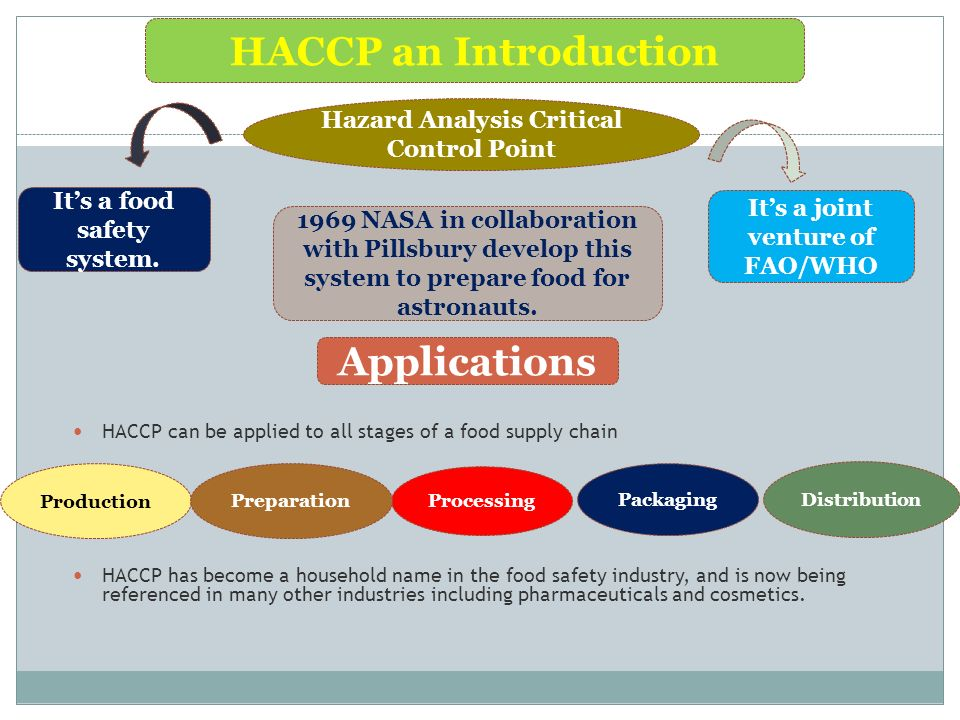 HACCP an Introduction
Hazard Analysis Critical
Control Point
It’s a food
safety
system.
1969 NASA in collaboration
with Pillsbury develop this
system to prepare food for
astronauts.
It’s a joint
venture of
FAO/WHO
Applications
HACCP can be applied to all stages of a food supply chain
Production
Preparation
Processing
Packaging
Distribution
HACCP has become a household name in the food safety industry, and is now being
referenced in many other industries including pharmaceuticals and cosmetics.